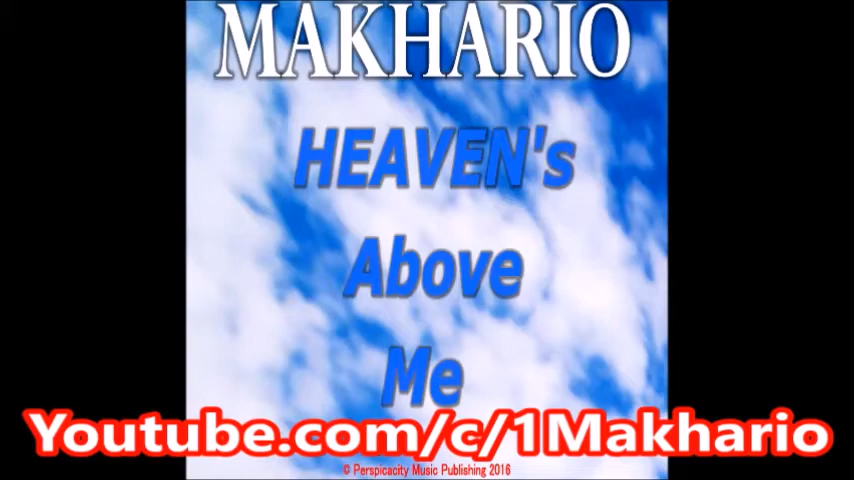 MAKHARIO
HEAVEN's
Above
Me
Youtube.com/c/1Makhario
© Perspicacity Music Publishing 2016